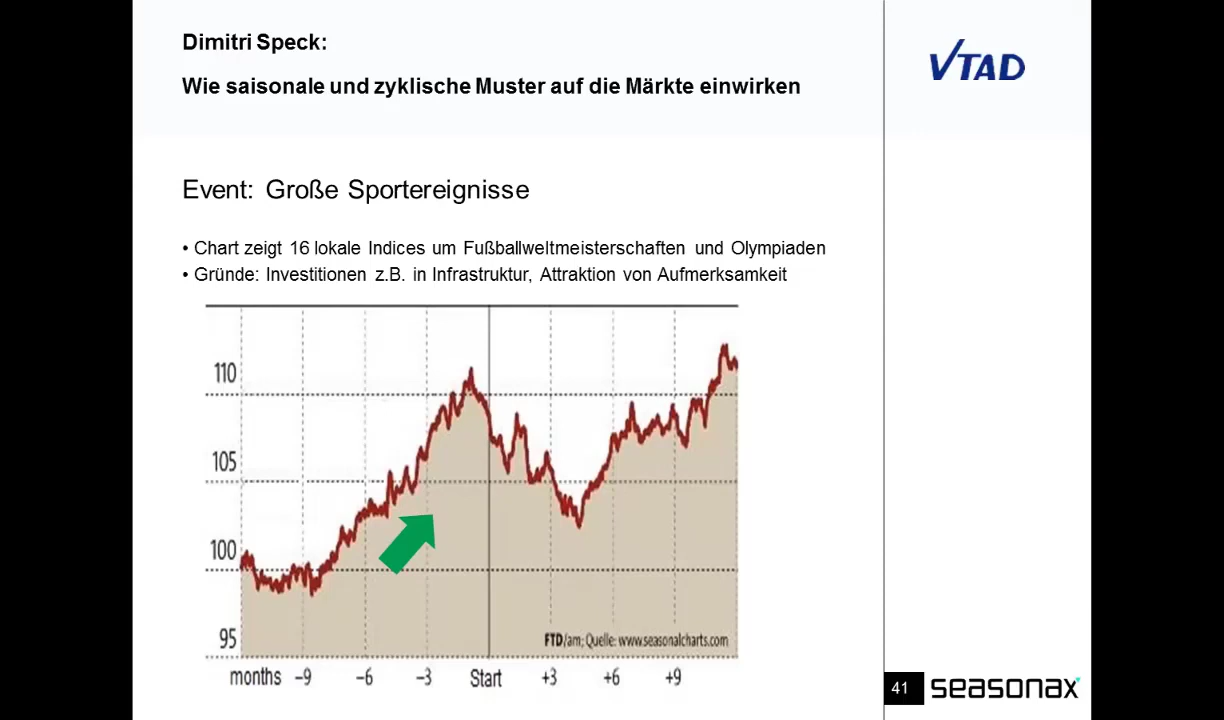 Dimitri Speck:
Wie saisonale und zyklische Muster auf die Märkte einwirken
VTAD
Event: Große Sportereignisse
• Chart zeigt 16 lokale Indices um Fußballweltmeisterschaften und Olympiaden
• Gründe: Investitionen z.B. in Infrastruktur, Attraktion von Aufmerksamkeit
110
105
100
95
FTD/am; Quelle: www.seasonalcharts.com
months −9 −6 −3 Start +3 +6 +9
41 seasonax